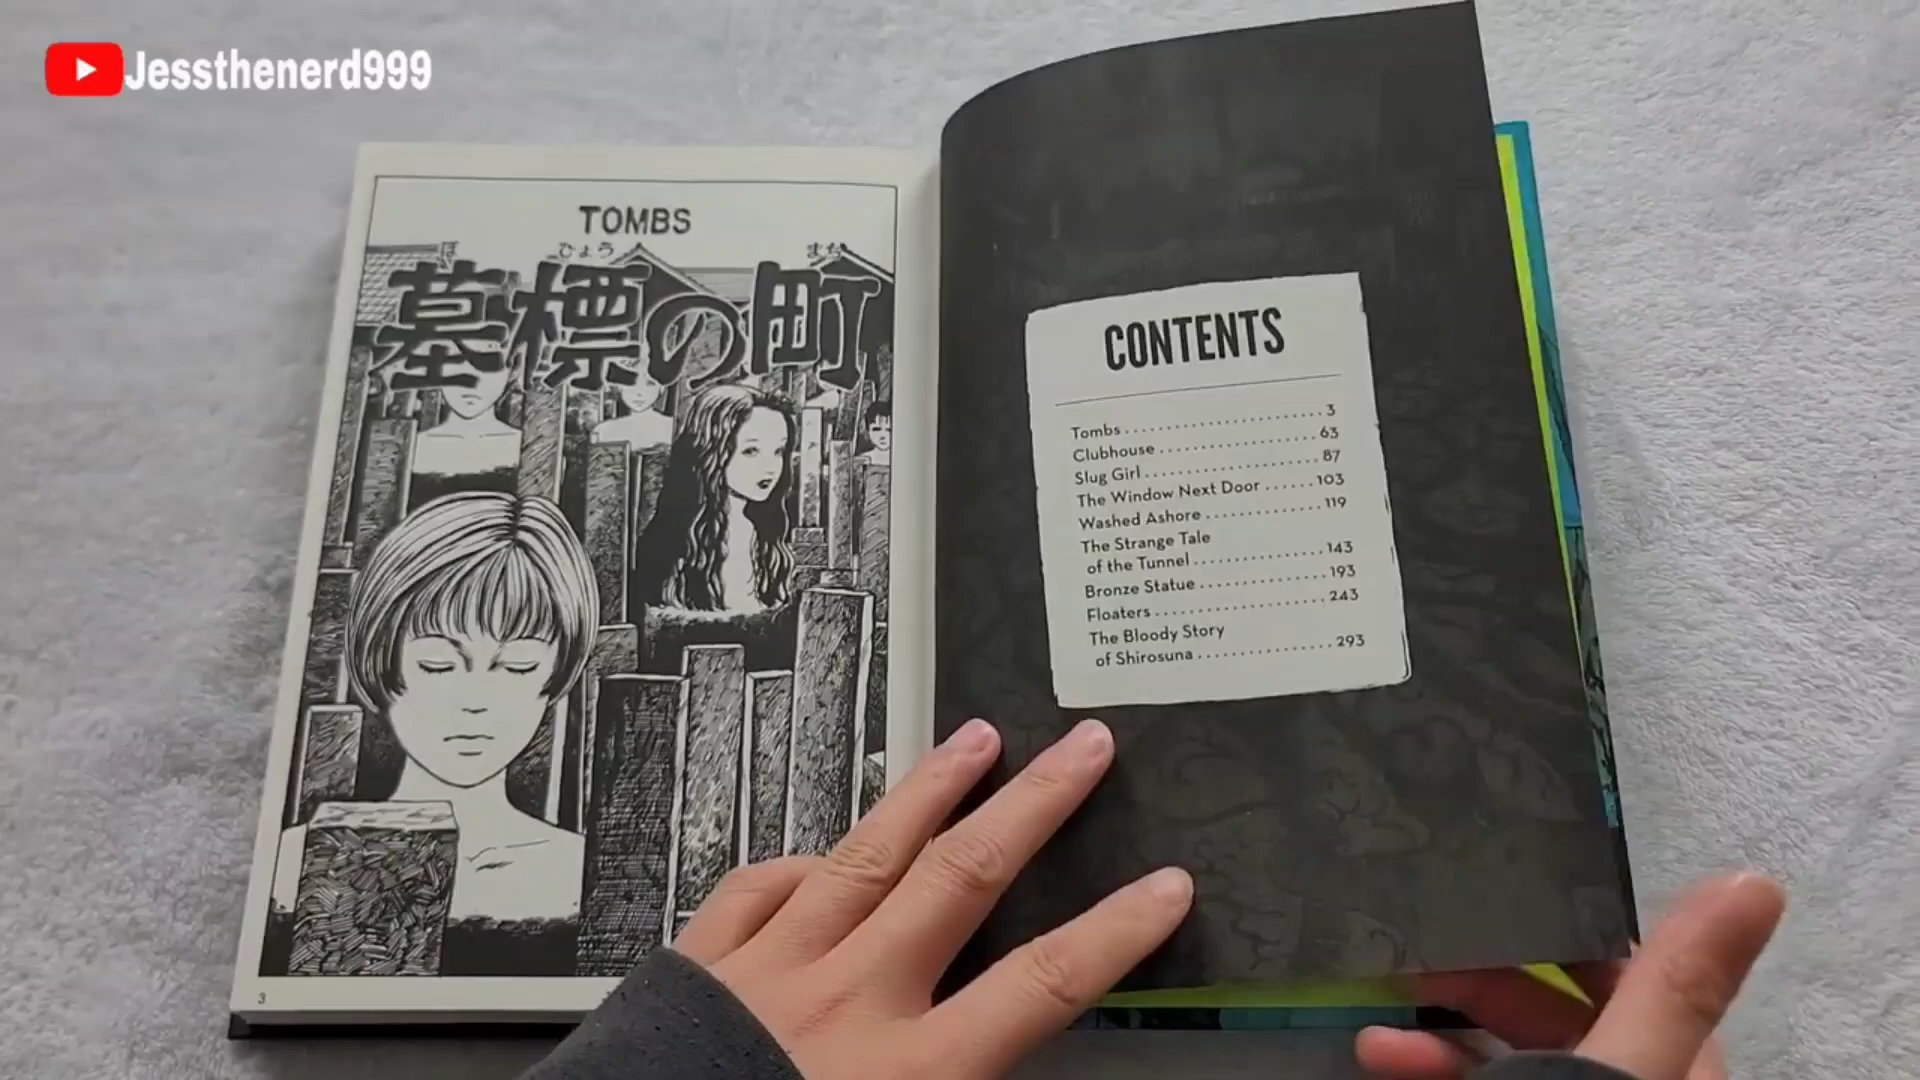 Jessthenerd999
TOMBS
ぼ ひょう まち
墓標の町
3
CONTENTS
Tombs 3
Clubhouse 63
Slug Girl 87
The Window Next Door 103
Washed Ashore 119
The Strange Tale
of the Tunnel 143
Bronze Statue 193
Floaters 243
The Bloody Story
of Shirosuna 293